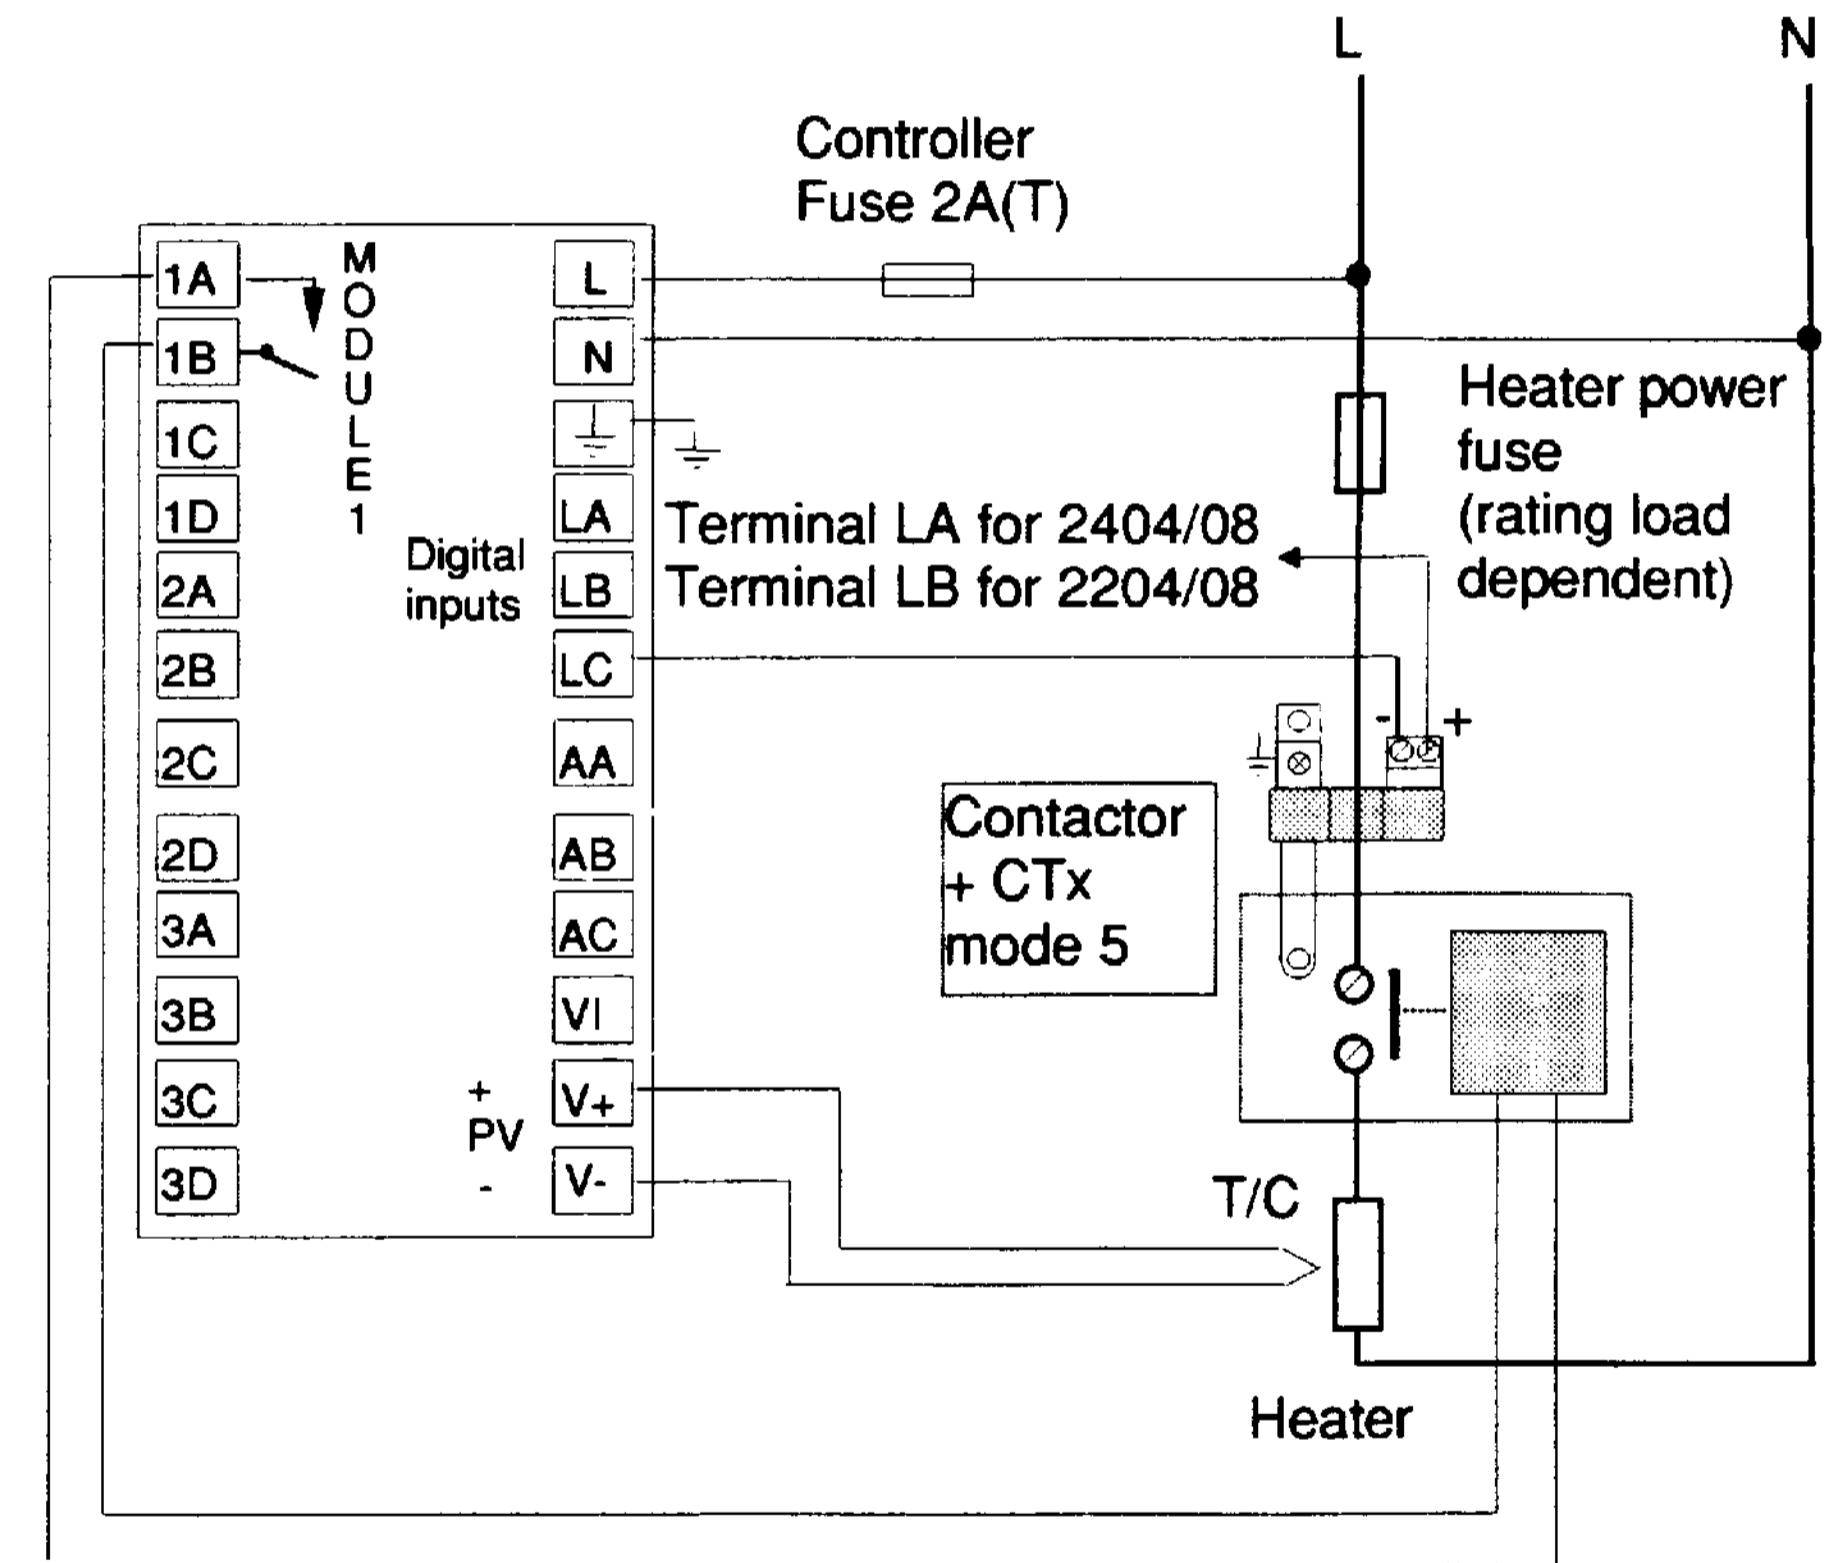 L
N
Controller
Fuse 2A(T)
1A
1B
1C
1D
2A
2B
2C
2D
3A
3B
3C
3D
MODULE 1
Digital
inputs
+
PV
-
L
N
LA
LB
LC
AA
AB
AC
VI
V+
V-
Terminal LA for 2404/08
Terminal LB for 2204/08
Heater power
fuse
(rating load
dependent)
- +
Contactor
+ CTx
mode 5
T/C
Heater